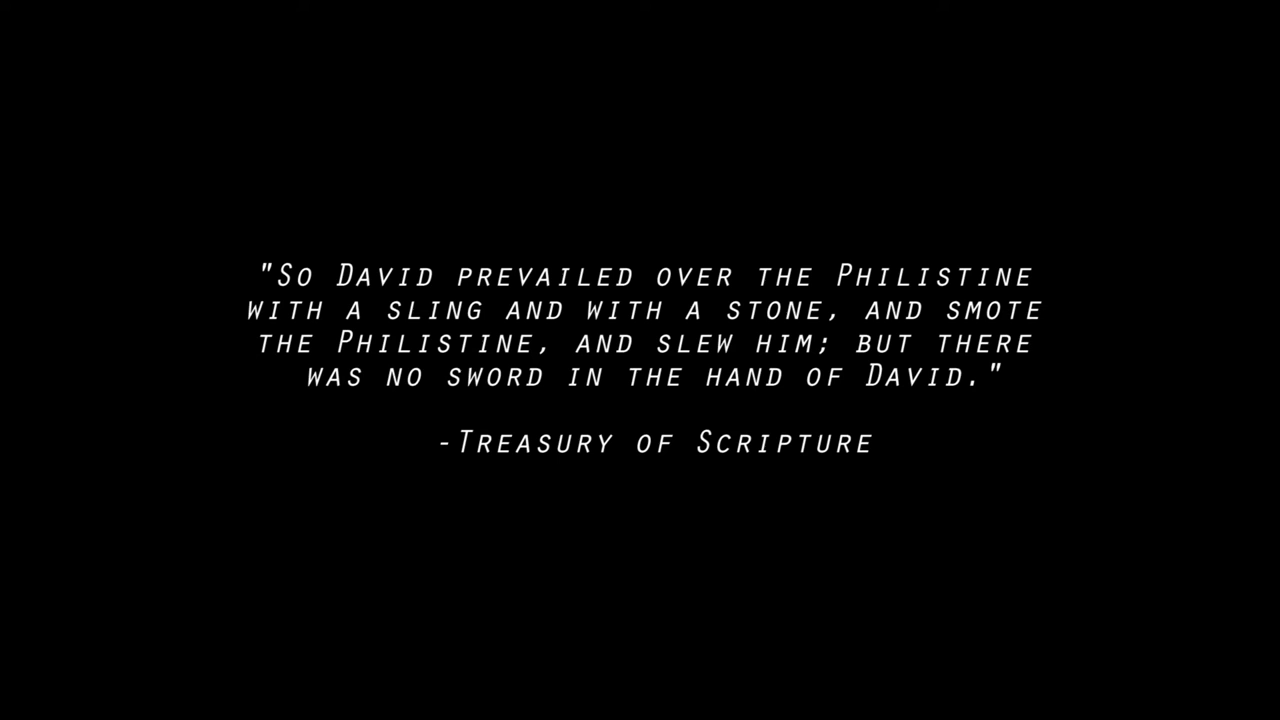 "So David prevailed over the Philistine
with a sling and with a stone, and smote
the Philistine, and slew him; but there
was no sword in the hand of David."
-Treasury of Scripture